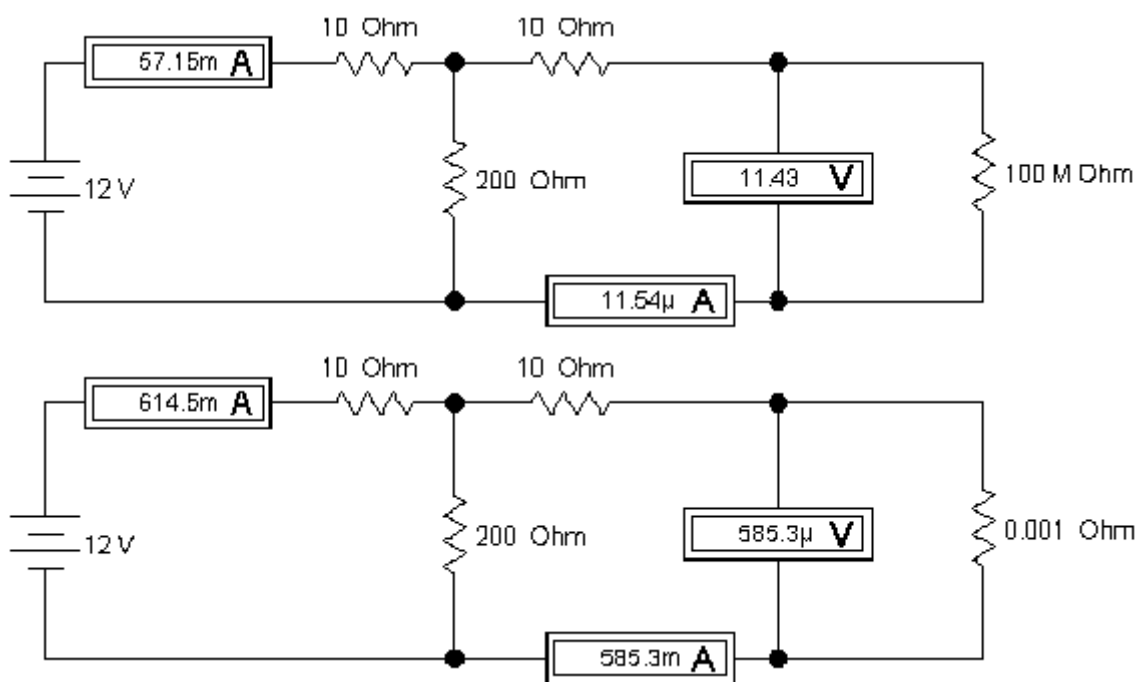 10 Ohm
10 Ohm
57.15m A
12 V
200 Ohm
11.43 V
100 M Ohm
11.54µ A
10 Ohm
10 Ohm
614.5m A
12 V
200 Ohm
585.3µ V
0.001 Ohm
585.3m A